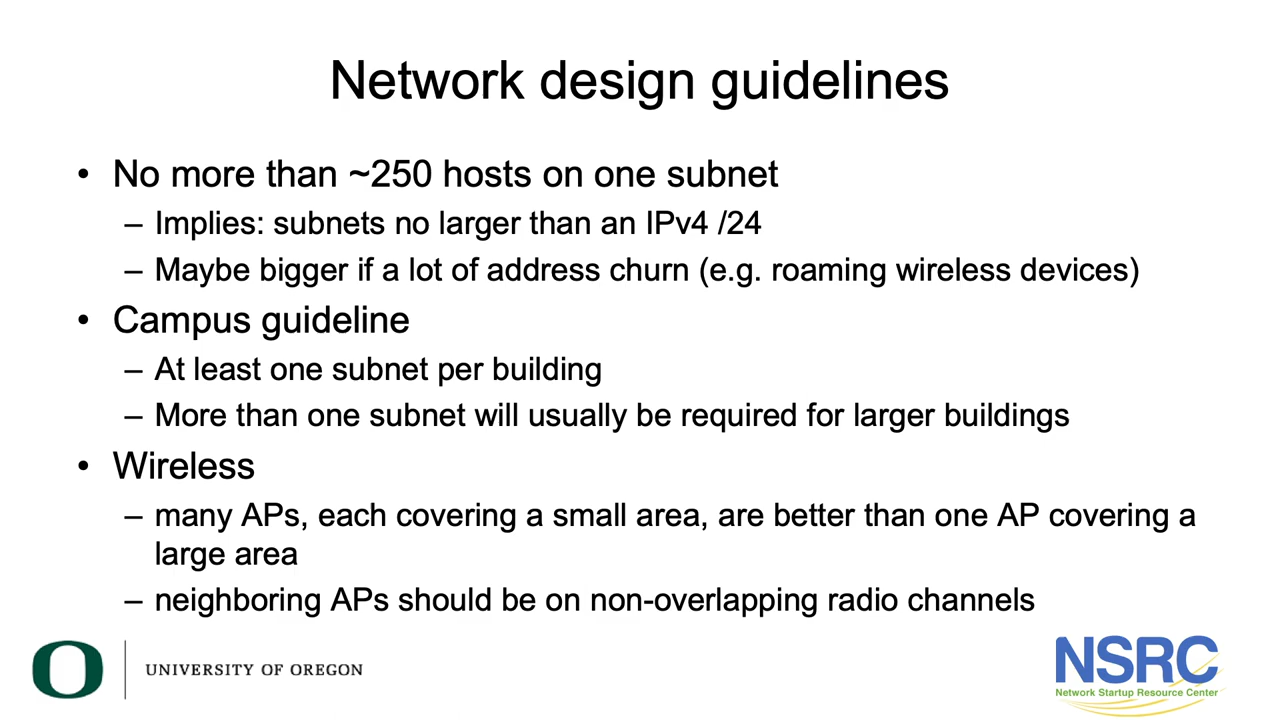 Network design guidelines
• No more than ~250 hosts on one subnet
– Implies: subnets no larger than an IPv4 /24
– Maybe bigger if a lot of address churn (e.g. roaming wireless devices)
• Campus guideline
– At least one subnet per building
– More than one subnet will usually be required for larger buildings
• Wireless
– many APs, each covering a small area, are better than one AP covering a
large area
– neighboring APs should be on non-overlapping radio channels
O UNIVERSITY OF OREGON
NSRC
Network Startup Resource Center